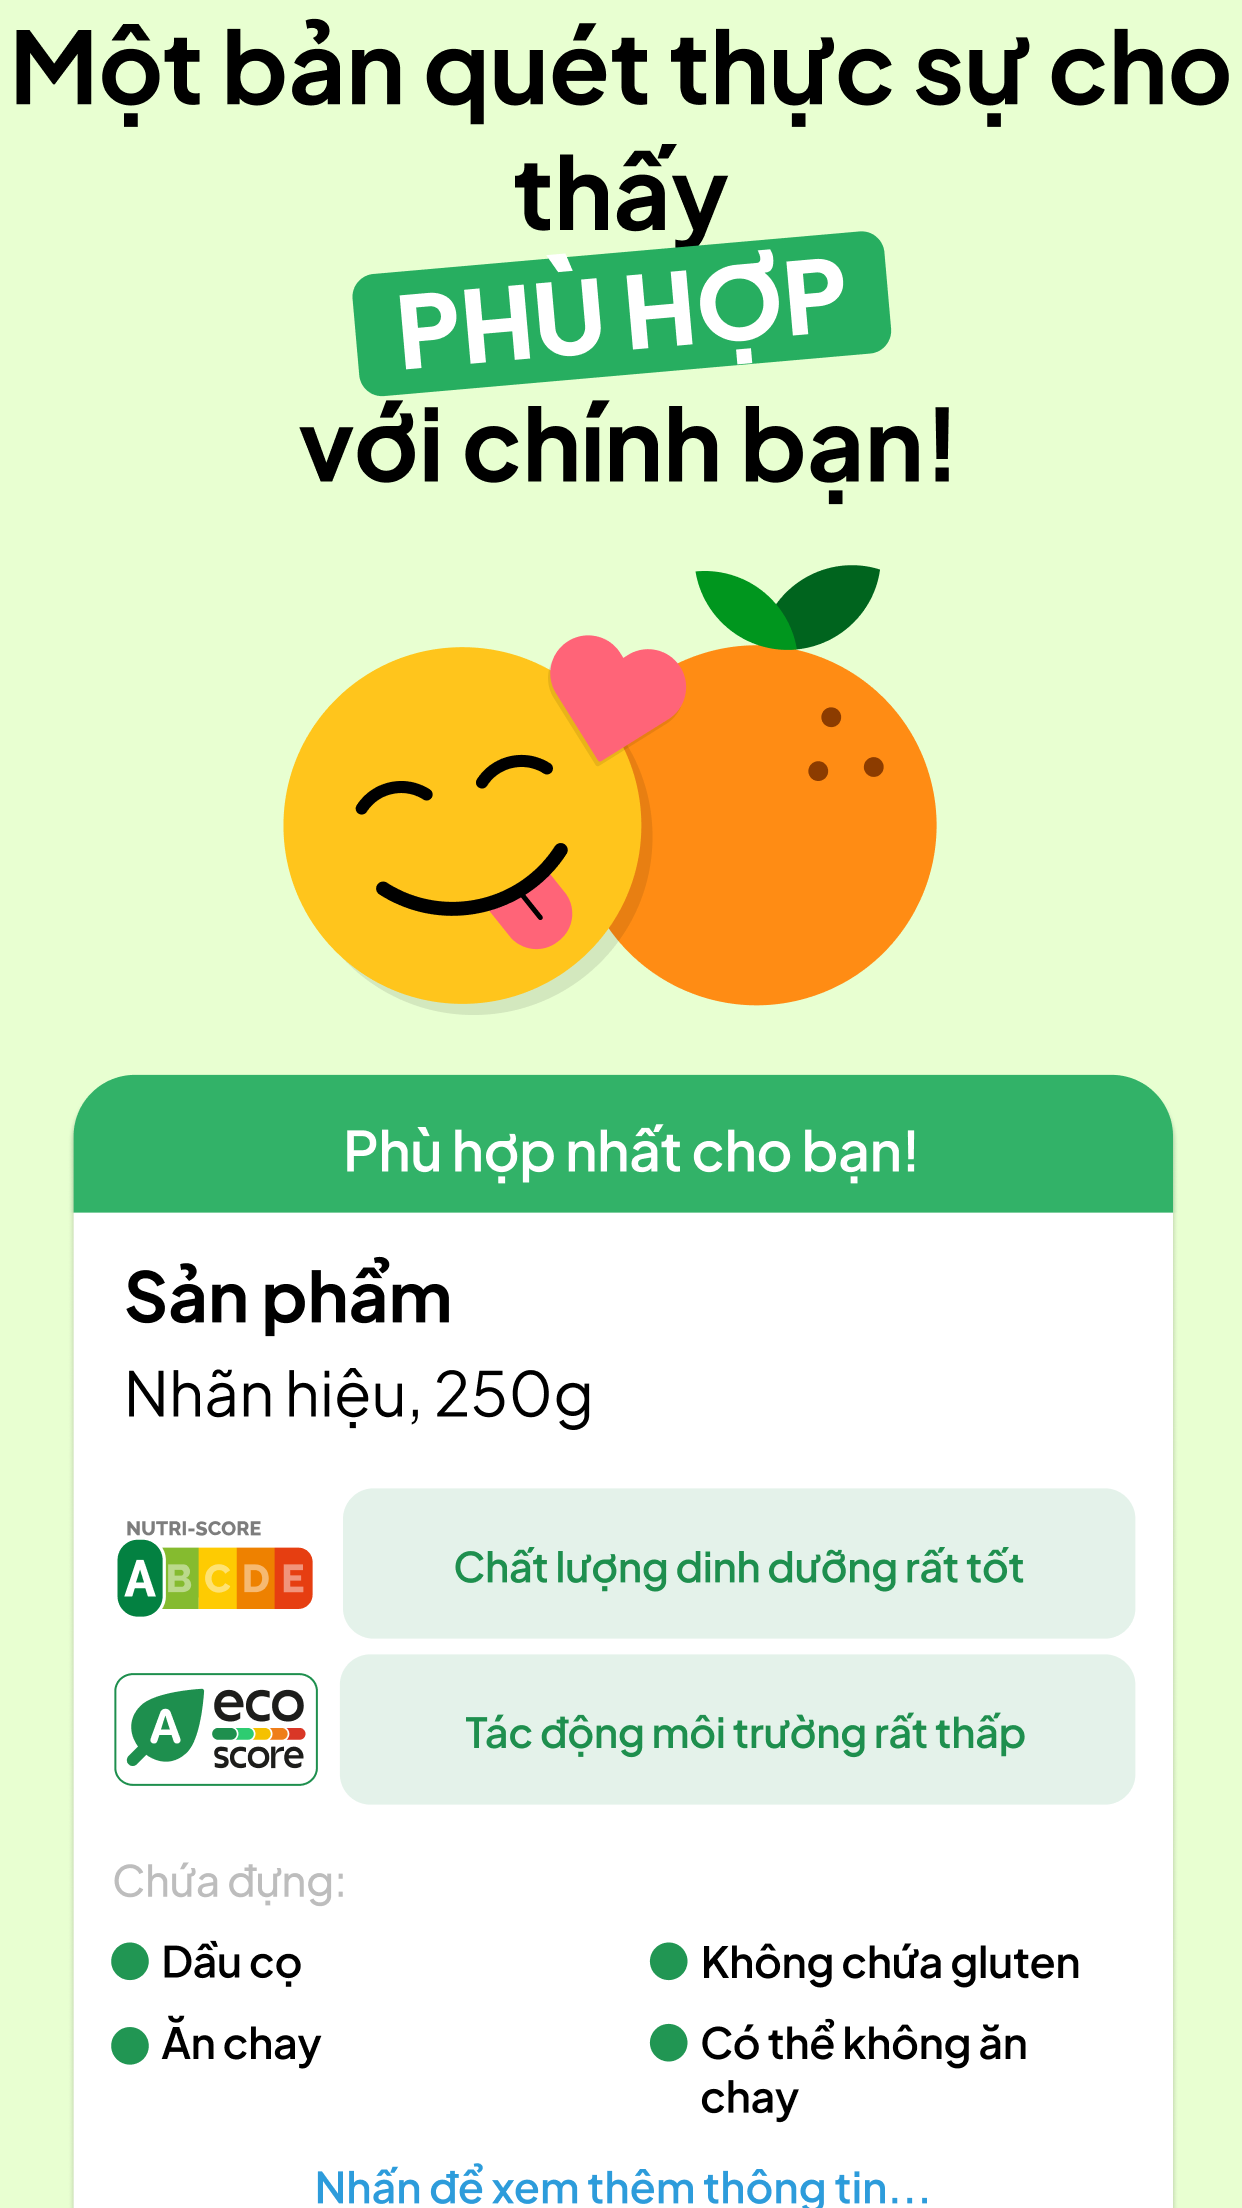 Một bản quét thực sự cho
thấy
PHÙ HỢP
với chính bạn!
Phù hợp nhất cho bạn!
Sản phẩm
Nhãn hiệu, 250g
NUTRI-SCORE
A B C D E
Chất lượng dinh dưỡng rất tốt
A
eco
score
Tác động môi trường rất thấp
Chứa đựng:
Dầu cọ
Không chứa gluten
Ăn chay
Có thể không ăn
chay
Nhấn để xem thêm thông tin...